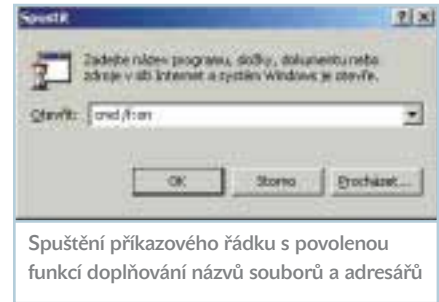 Spustit
Zadejte název programu, složky, dokumentu nebo
zdroje v síti Internet a systém Windows je otevře.
Otevřít:
cmd /f:on
OK
Storno
Procházet...
Spuštění příkazového řádku s povolenou
funkcí doplňování názvů souborů a adresářů